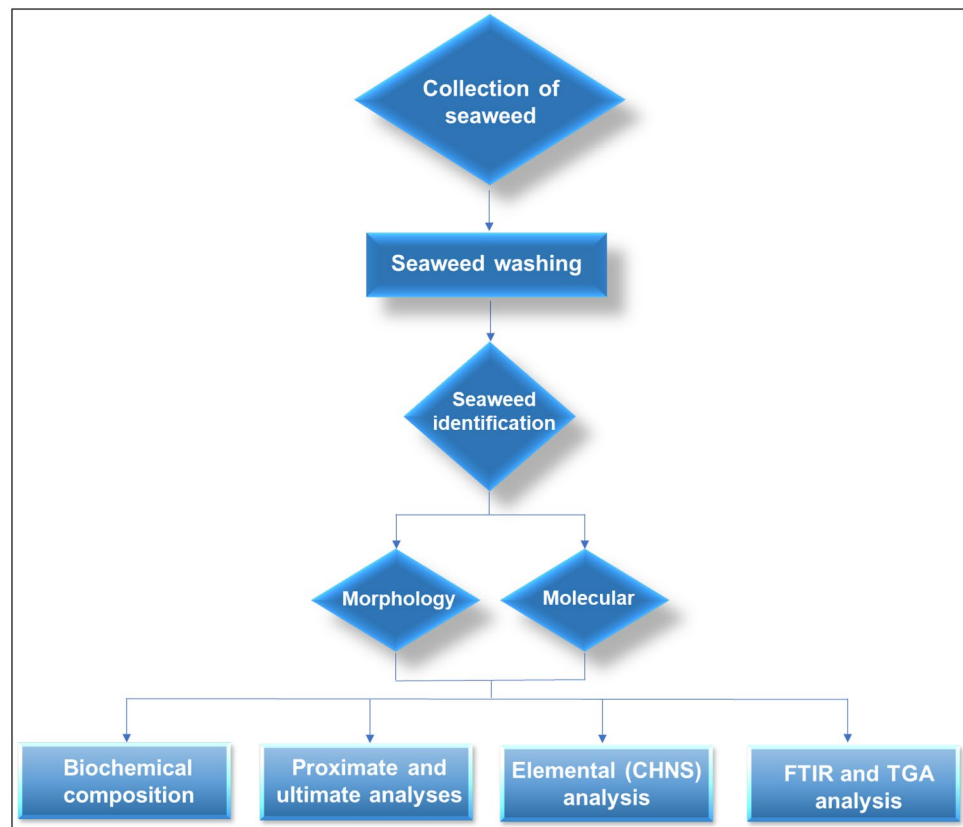 Collection of
seaweed
Seaweed washing
Seaweed
identification
Morphology
Molecular
Biochemical
composition
Proximate and
ultimate analyses
Elemental (CHNS)
analysis
FTIR and TGA
analysis